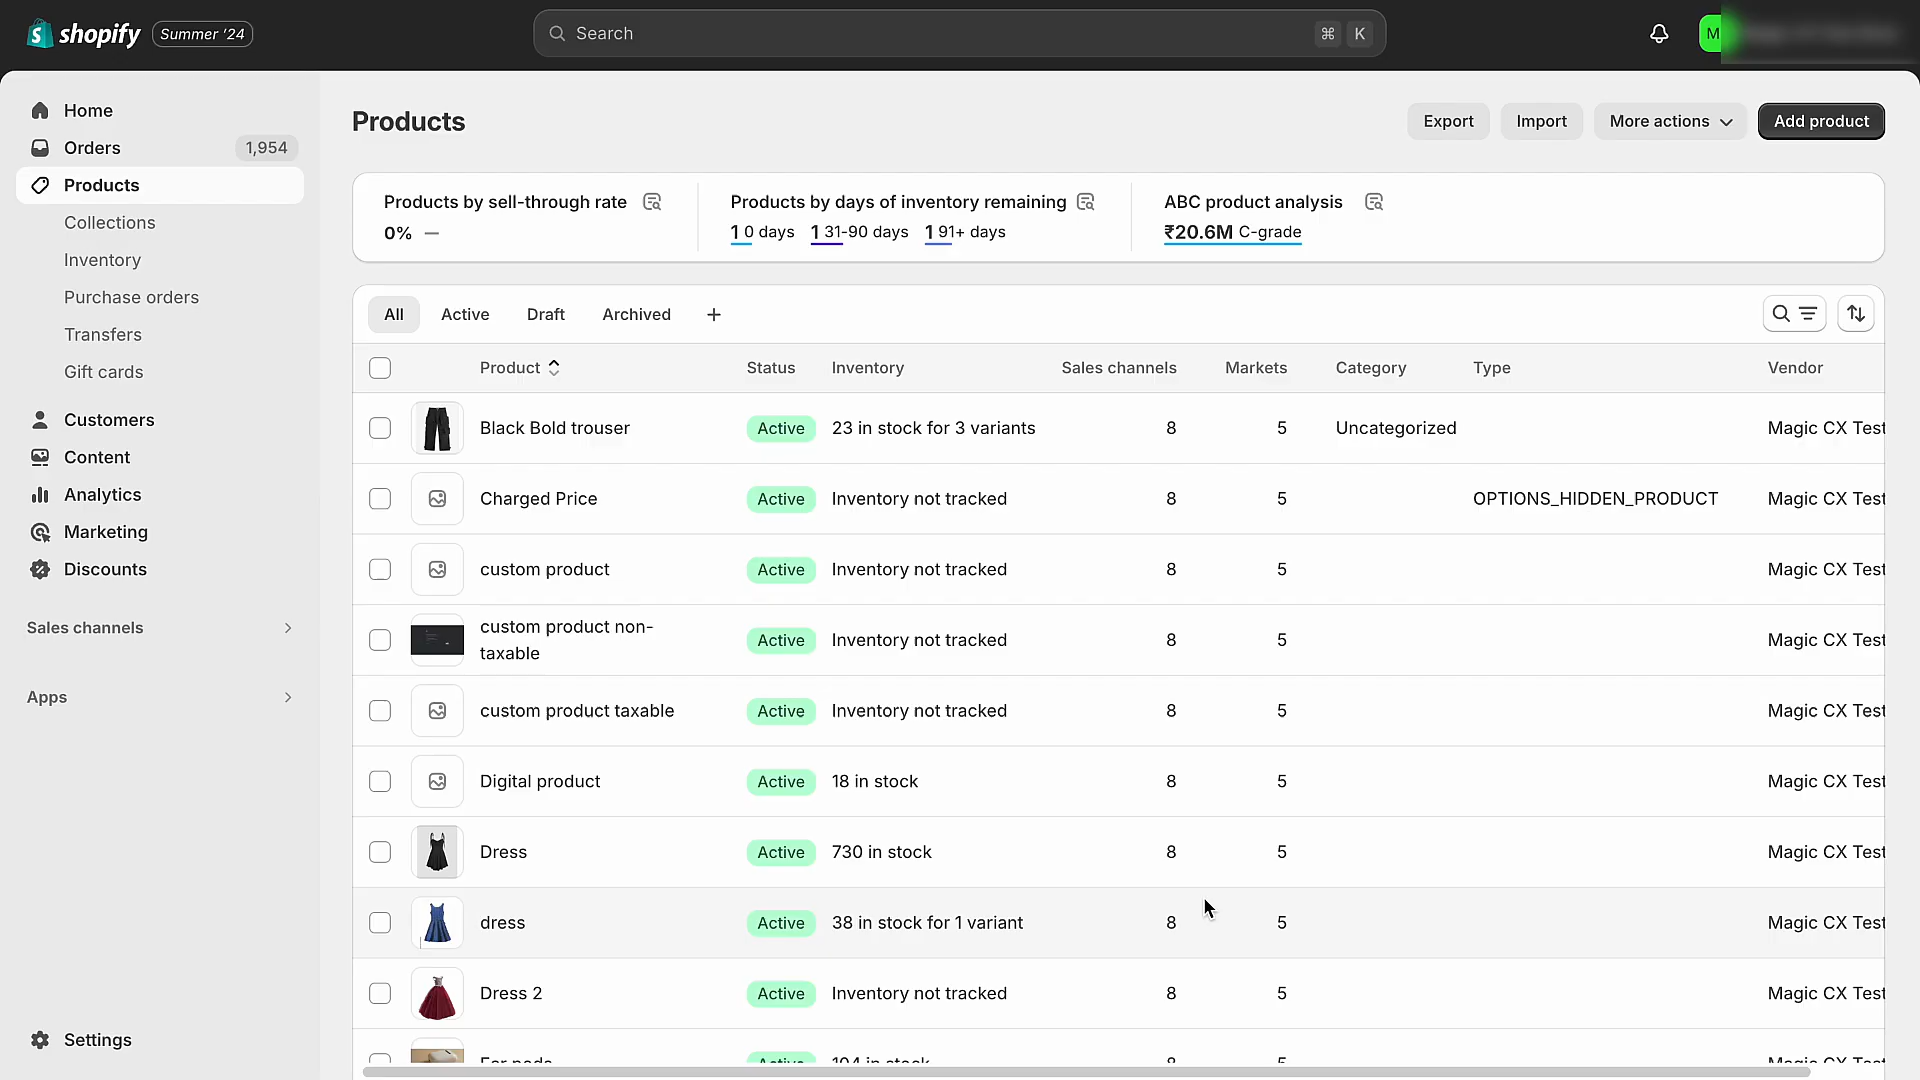 shopify Summer '24
Search ⌘ K
M
Home
Orders 1,954
Products
Collections
Inventory
Purchase orders
Transfers
Gift cards
Customers
Content
Analytics
Marketing
Discounts
Sales channels
Apps
Settings
Products
Export Import More actions Add product
Products by sell-through rate
0% —
Products by days of inventory remaining
1 0 days 1 31-90 days 1 91+ days
ABC product analysis
₹20.6M C-grade
All Active Draft Archived +
Product Status Inventory Sales channels Markets Category Type Vendor
Black Bold trouser Active 23 in stock for 3 variants 8 5 Uncategorized Magic CX Test
Charged Price Active Inventory not tracked 8 5 OPTIONS_HIDDEN_PRODUCT Magic CX Test
custom product Active Inventory not tracked 8 5 Magic CX Test
custom product non-
taxable Active Inventory not tracked 8 5 Magic CX Test
custom product taxable Active Inventory not tracked 8 5 Magic CX Test
Digital product Active 18 in stock 8 5 Magic CX Test
Dress Active 730 in stock 8 5 Magic CX Test
dress Active 38 in stock for 1 variant 8 5 Magic CX Test
Dress 2 Active Inventory not tracked 8 5 Magic CX Test
Active 104 in stock 8 5 Magic CX Test